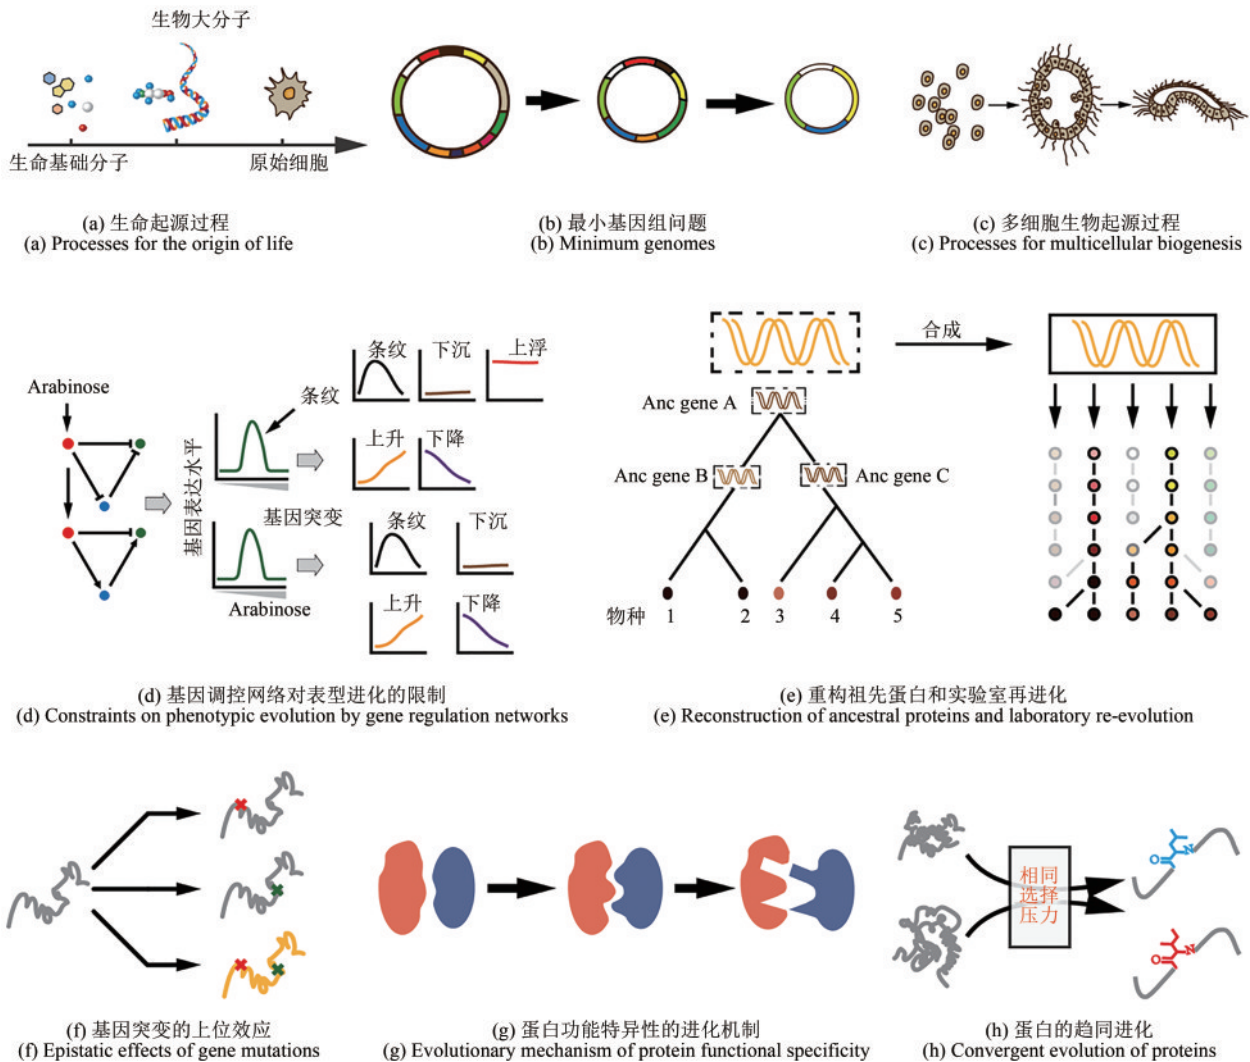 生物大分子
生命基础分子
原始细胞
(a) 生命起源过程
(a) Processes for the origin of life
(b) 最小基因组问题
(b) Minimum genomes
(c) 多细胞生物起源过程
(c) Processes for multicellular biogenesis
Arabinose
基因表达水平
条纹
基因突变
Arabinose
条纹
下沉
上浮
上升
下降
条纹
下沉
上升
下降
(d) 基因调控网络对表型进化的限制
(d) Constraints on phenotypic evolution by gene regulation networks
合成
Anc gene A
Anc gene B
Anc gene C
物种 1 2 3 4 5
(e) 重构祖先蛋白和实验室再进化
(e) Reconstruction of ancestral proteins and laboratory re-evolution
(f) 基因突变的上位效应
(f) Epistatic effects of gene mutations
(g) 蛋白功能特异性的进化机制
(g) Evolutionary mechanism of protein functional specificity
相同
选择
压力
O N
O N
(h) 蛋白的趋同进化
(h) Convergent evolution of proteins